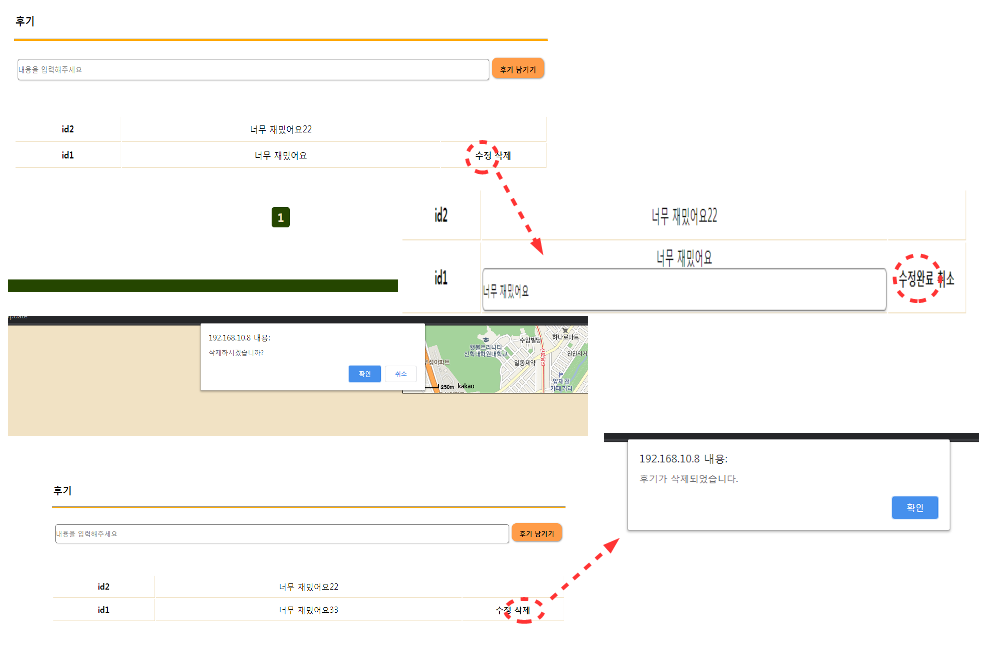 후기
내용을 입력해주세요
후기 남기기
id2 너무 재밌어요22
id1 너무 재밌어요 수정 삭제
1
id2 너무 재밌어요22
너무 재밌어요
id1 너무 재밌어요 수정완료 취소
192.168.10.8 내용:
삭제하시겠습니까?
확인 취소
250m kakao
192.168.10.8 내용:
후기가 삭제되었습니다.
확인
후기
내용을 입력해주세요
후기 남기기
id2 너무 재밌어요22
id1 너무 재밌어요33 수정 삭제